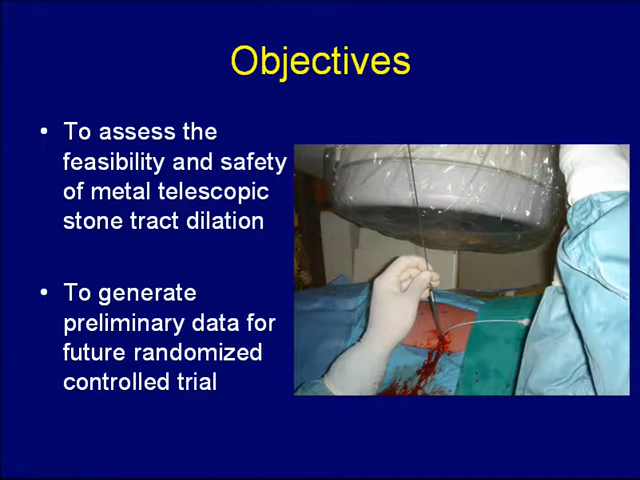 Objectives
• To assess the
feasibility and safety
of metal telescopic
stone tract dilation
• To generate
preliminary data for
future randomized
controlled trial